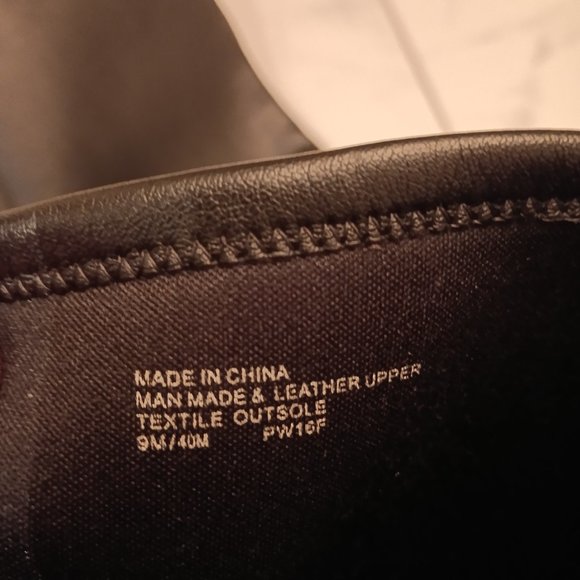 MADE IN CHINA
MAN MADE & LEATHER UPPER
TEXTILE OUTSOLE
9M/40M PW16F